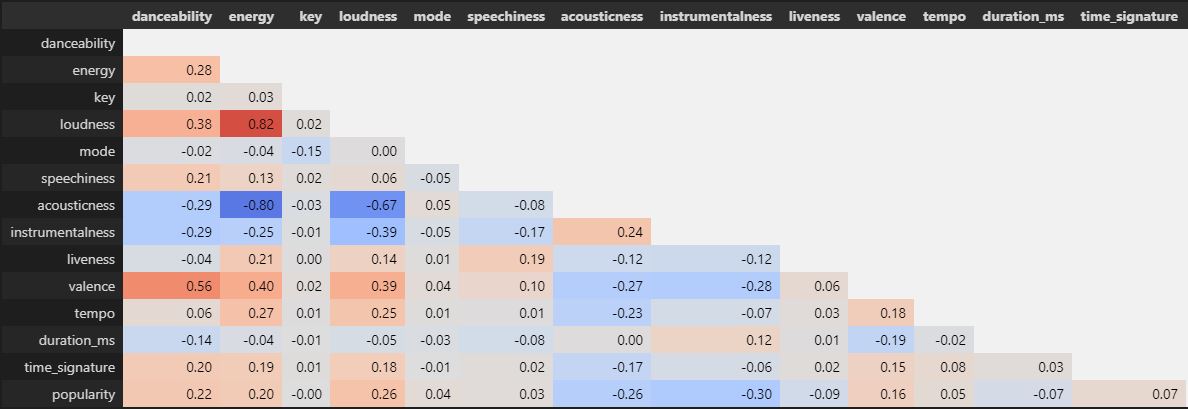 danceability energy key loudness mode speechiness acousticness instrumentalness liveness valence tempo duration_ms time_signature
danceability
energy 0.28
key 0.02 0.03
loudness 0.38 0.82 0.02
mode -0.02 -0.04 -0.15 0.00
speechiness 0.21 0.13 0.02 0.06 -0.05
acousticness -0.29 -0.80 -0.03 -0.67 0.05 -0.08
instrumentalness -0.29 -0.25 -0.01 -0.39 -0.05 -0.17 0.24
liveness -0.04 0.21 0.00 0.14 0.01 0.19 -0.12 -0.12
valence 0.56 0.40 0.02 0.39 0.04 0.10 -0.27 -0.28 0.06
tempo 0.06 0.27 0.01 0.25 0.01 0.01 -0.23 -0.07 0.03 0.18
duration_ms -0.14 -0.04 -0.01 -0.05 -0.03 -0.08 0.00 0.12 0.01 -0.19 -0.02
time_signature 0.20 0.19 0.01 0.18 -0.01 0.02 -0.17 -0.06 0.02 0.15 0.08 0.03
popularity 0.22 0.20 -0.00 0.26 0.04 0.03 -0.26 -0.30 -0.09 0.16 0.05 -0.07 0.07